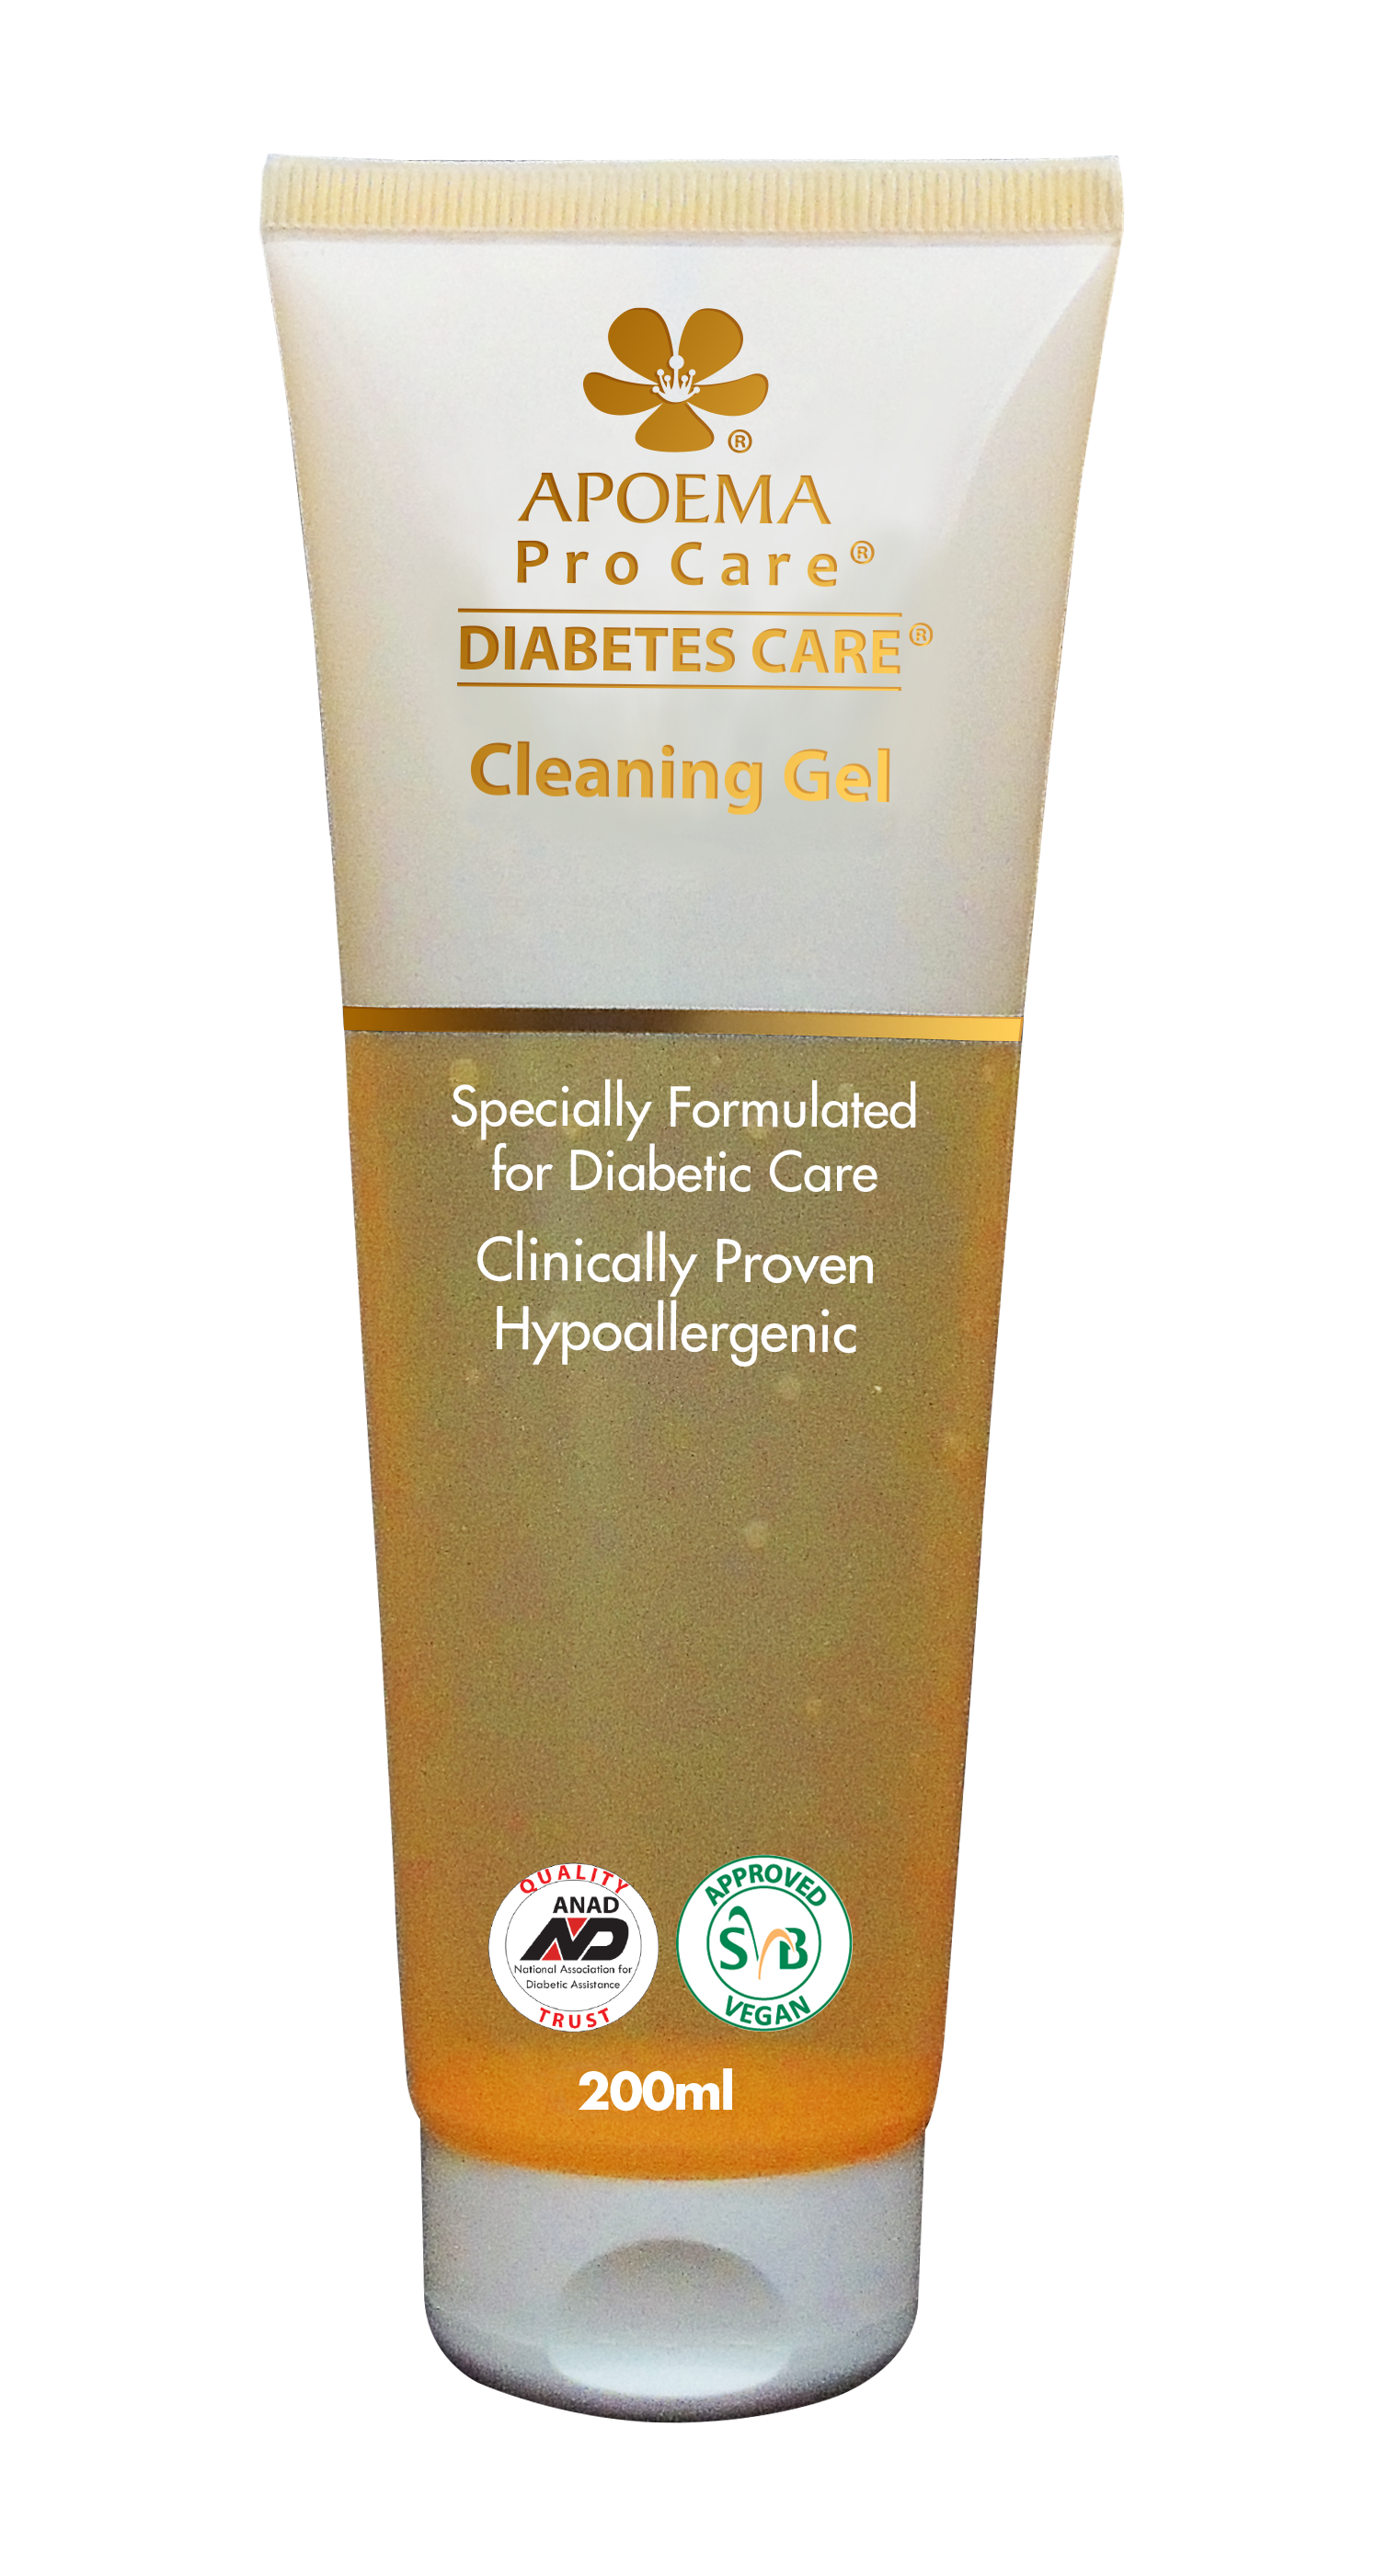 ®
APOEMA
Pro Care®
DIABETES CARE®
Cleaning Gel
Specially Formulated
for Diabetic Care
Clinically Proven
Hypoallergenic
QUALITY
ANAD
National Association for
Diabetic Assistance
TRUST
APPROVED
SVB
VEGAN
200ml